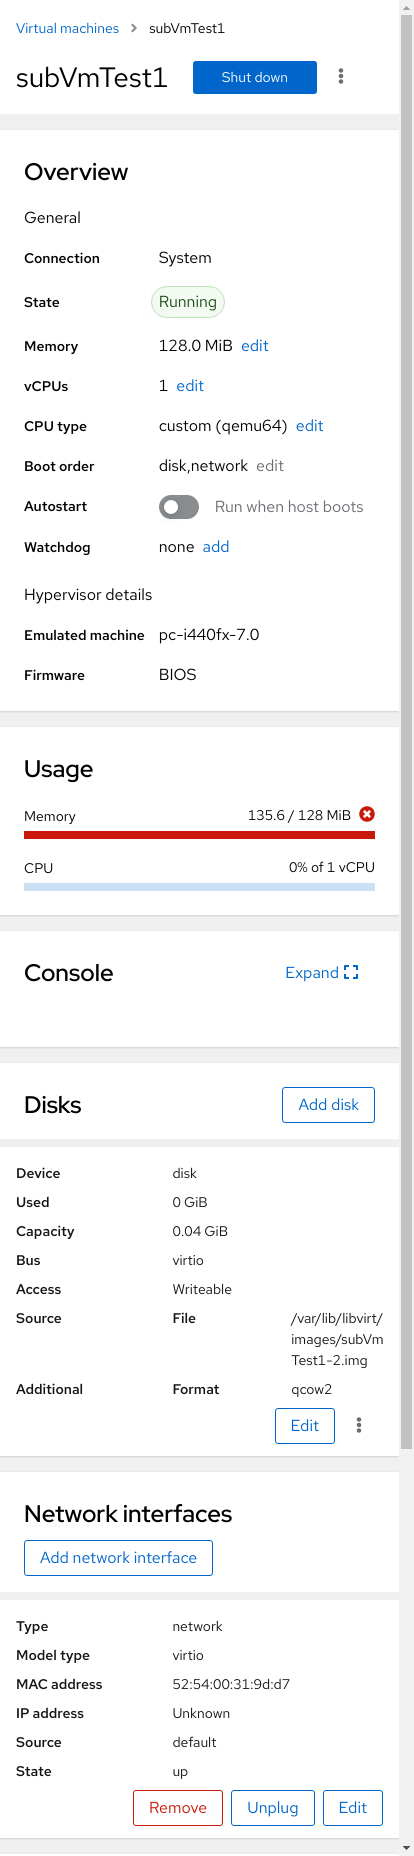 Virtual machines > subVmTest1
subVmTest1 Shut down
Overview
General
Connection System
State Running
Memory 128.0 MiB edit
vCPUs 1 edit
CPU type custom (qemu64) edit
Boot order disk,network edit
Autostart Run when host boots
Watchdog none add
Hypervisor details
Emulated machine pc-i440fx-7.0
Firmware BIOS
Usage
Memory 135.6 / 128 MiB
CPU 0% of 1 vCPU
Console Expand
Disks Add disk
Device disk
Used 0 GiB
Capacity 0.04 GiB
Bus virtio
Access Writeable
Source File /var/lib/libvirt/
images/subVm
Test1-2.img
Additional Format qcow2
Edit
Network interfaces
Add network interface
Type network
Model type virtio
MAC address 52:54:00:31:9d:d7
IP address Unknown
Source default
State up
Remove Unplug Edit